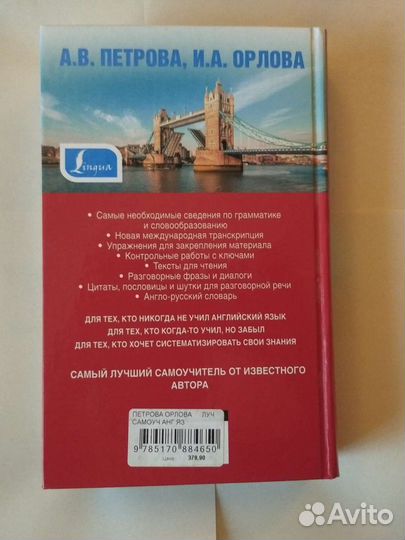 А.В. ПЕТРОВА, И.А. ОРЛОВА
Lingua
• Самые необходимые сведения по грамматике
и словообразованию
• Новая международная транскрипция
• Упражнения для закрепления материала
• Контрольные работы с ключами
• Тексты для чтения
• Разговорные фразы и диалоги
• Цитаты, пословицы и шутки для разговорной речи
• Англо-русский словарь
ДЛЯ ТЕХ, КТО НИКОГДА НЕ УЧИЛ АНГЛИЙСКИЙ ЯЗЫК
ДЛЯ ТЕХ, КТО КОГДА-ТО УЧИЛ, НО ЗАБЫЛ
ДЛЯ ТЕХ, КТО ХОЧЕТ СИСТЕМАТИЗИРОВАТЬ СВОИ ЗНАНИЯ
САМЫЙ ЛУЧШИЙ САМОУЧИТЕЛЬ ОТ ИЗВЕСТНОГО
АВТОРА
ПЕТРОВА ОРЛОВА ЛУЧ
САМОУЧ АНГ ЯЗ
9 785170 884650
Цена: 379,90
Avito